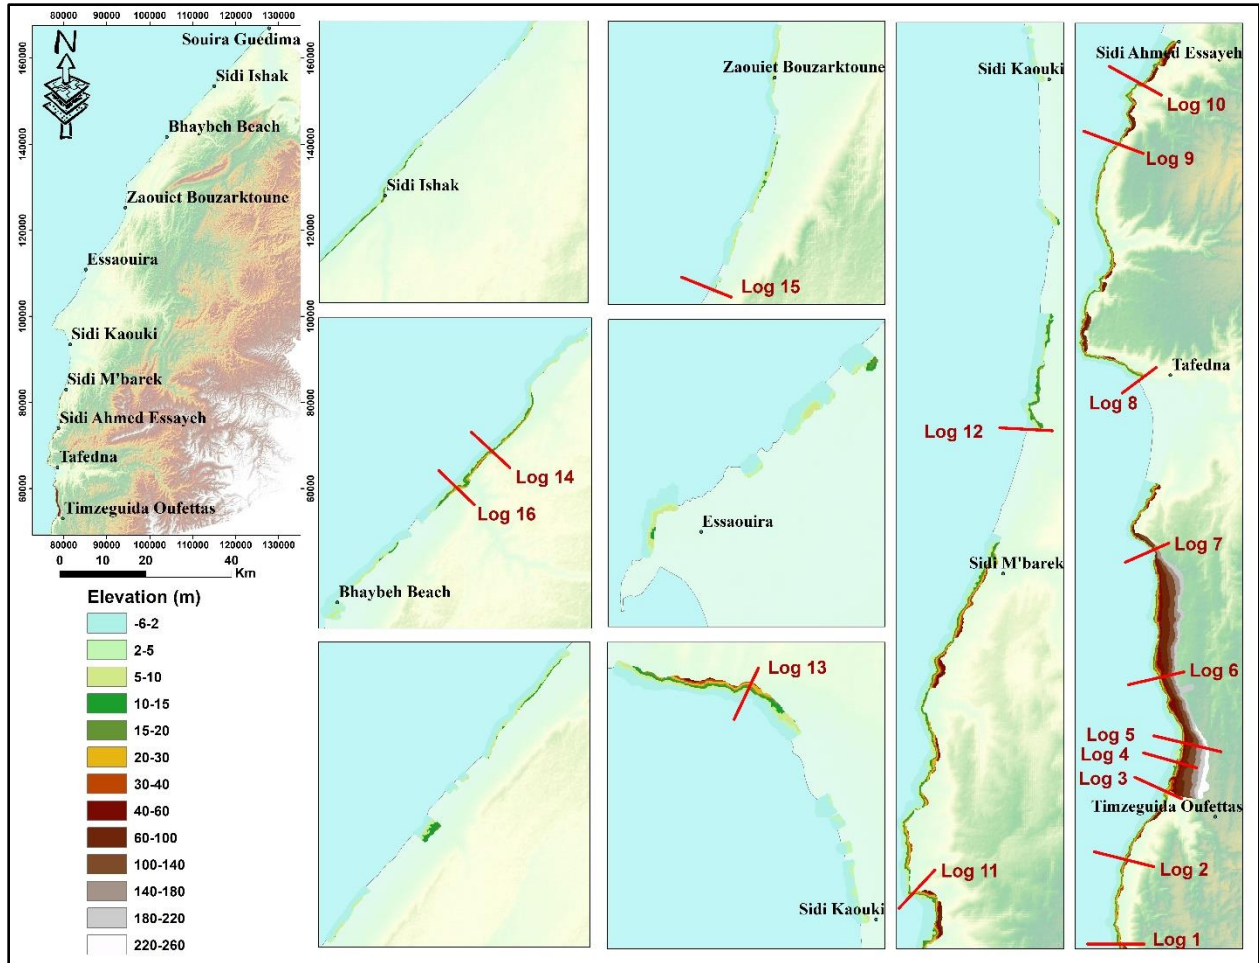 80000 90000 100000 110000 120000 130000
N
Souira Guedima
Sidi Ishak
Bhaybeh Beach
Zaouiet Bouzarktoune
Essaouira
Sidi Kaouki
Sidi M'barek
Sidi Ahmed Essayeh
Tafedna
Timzeguida Oufettas
160000
140000
120000
100000
80000
60000
160000
140000
120000
100000
80000
60000
80000 90000 100000 110000 120000 130000
0 10 20 40
Km
Elevation (m)
-6-2
2-5
5-10
10-15
15-20
20-30
30-40
40-60
60-100
100-140
140-180
180-220
220-260
Sidi Ishak
Zaouiet Bouzarktoune
Log 15
Log 14
Log 16
Bhaybeh Beach
Essaouira
Log 13
Sidi Kaouki
Sidi Kaouki
Log 12
Sidi M'barek
Log 11
Sidi Ahmed Essayeh
Log 10
Log 9
Tafedna
Log 8
Log 7
Log 6
Log 5
Log 4
Log 3
Timzeguida Oufettas
Log 2
Log 1